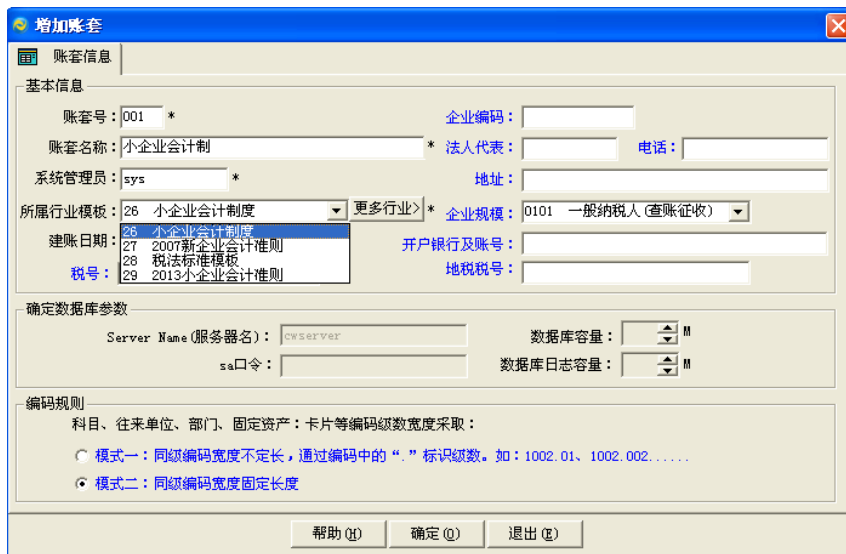 增加账套
账套信息
基本信息
账套号：001 * 企业编码：
账套名称：小企业会计制 * 法人代表： 电话：
系统管理员：sys * 地址：
所属行业模板：26 小企业会计制度 更多行业> * 企业规模：0101 一般纳税人(查账征收)
26 小企业会计制度
建账日期： 27 2007新企业会计准则 开户银行及账号：
28 税法标准模板
税号： 29 2013小企业会计准则 地税税号：
确定数据库参数
Server Name(服务器名)：cwserver 数据库容量： M
sa口令： 数据库日志容量： M
编码规则
科目、往来单位、部门、固定资产：卡片等编码级数宽度采取：
模式一：同级编码宽度不定长，通过编码中的“.”标识级数。如：1002.01、1002.002......
模式二：同级编码宽度固定长度
帮助(H) 确定(O) 退出(E)